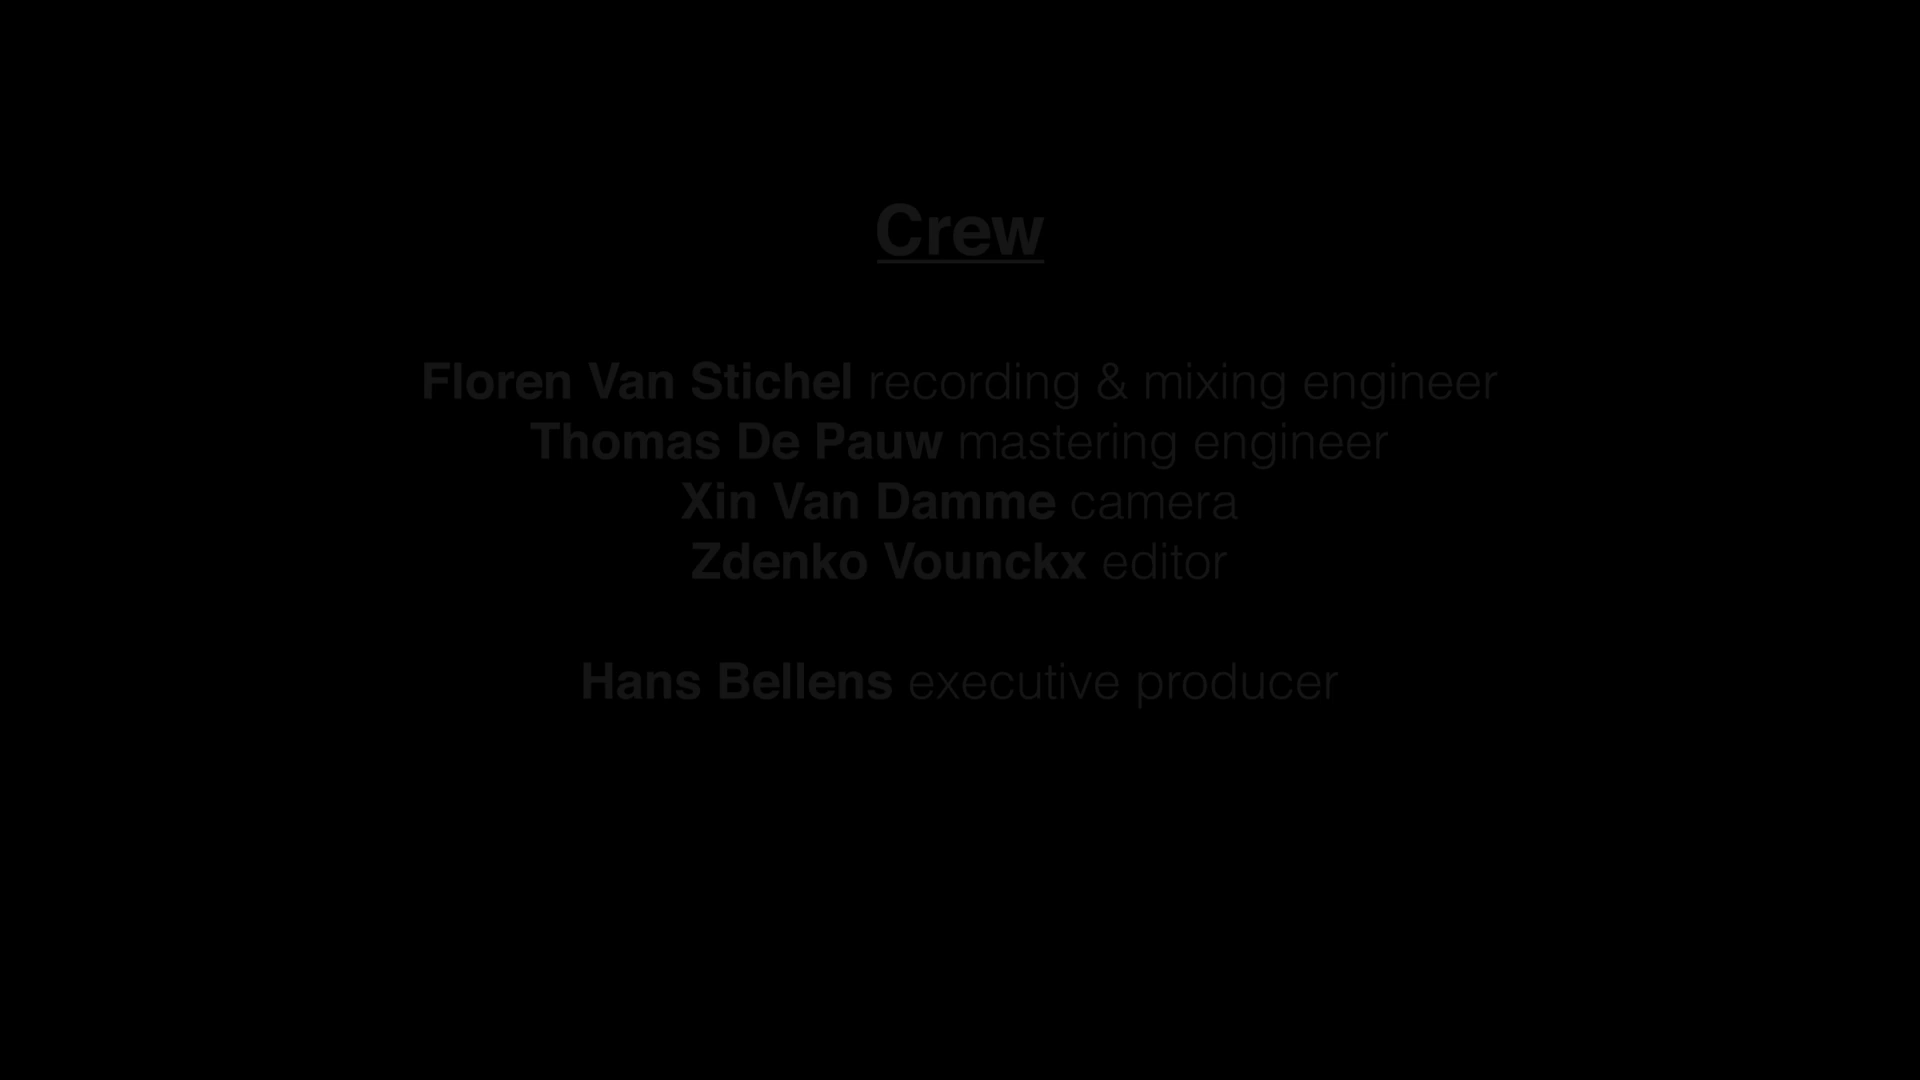 Crew
Floren Van Stichel recording & mixing engineer
Thomas De Pauw mastering engineer
Xin Van Damme camera
Zdenko Vounckx editor
Hans Bellens executive producer